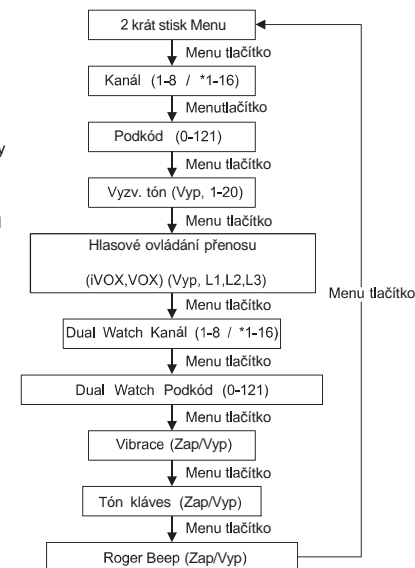 2 krát stisk Menu
Menu tlačítko
Kanál (1-8 / *1-16)
Menutlačítko
Podkód (0-121)
y
Menu tlačítko
Vyzv. tón (Vyp, 1-20)
Menu tlačítko
Hlasové ovládání přenosu
(iVOX,VOX) (Vyp, L1,L2,L3)
Menu tlačítko
Menu tlačítko
Dual Watch Kanál (1-8 / *1-16)
Menu tlačítko
Dual Watch Podkód (0-121)
Menu tlačítko
Vibrace (Zap/Vyp)
Menu tlačítko
Tón kláves (Zap/Vyp)
Menu tlačítko
Roger Beep (Zap/Vyp)